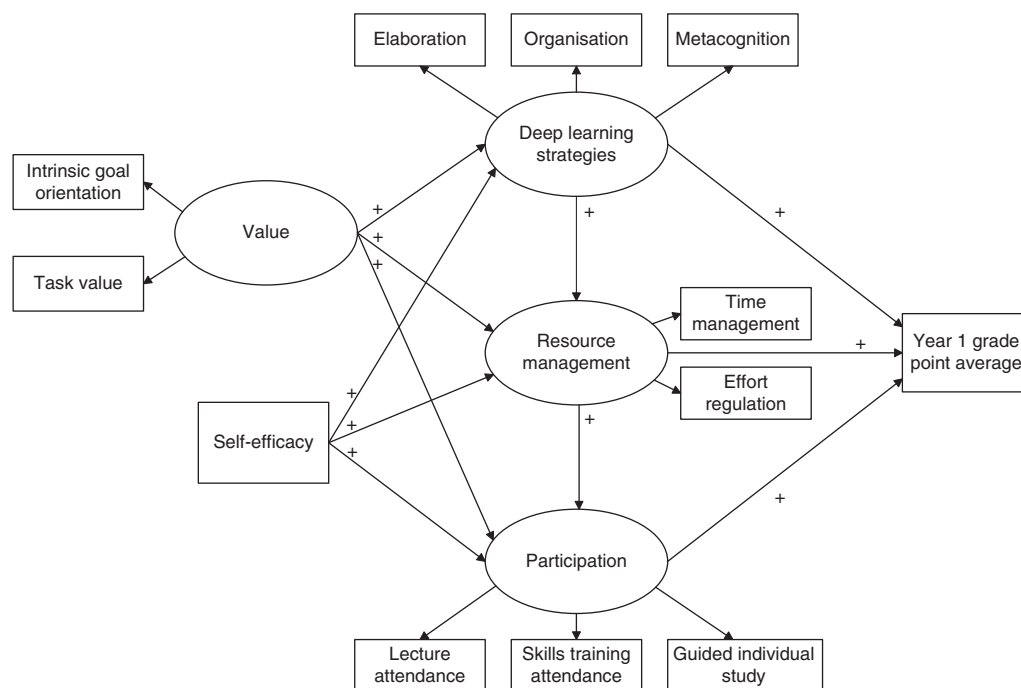 Elaboration
Organisation
Metacognition
Deep learning
strategies
Intrinsic goal
orientation
Value
Task value
+
+
+
+
+
Time
management
Resource
management
+
Year 1 grade
point average
Effort
regulation
Self-efficacy
+
+
+
+
+
Participation
Lecture
attendance
Skills training
attendance
Guided individual
study